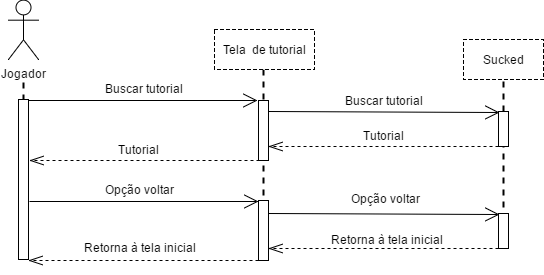 Tela de tutorial
Sucked
Jogador
Buscar tutorial
Buscar tutorial
Tutorial
Tutorial
Opção voltar
Opção voltar
Retorna à tela inicial
Retorna à tela inicial